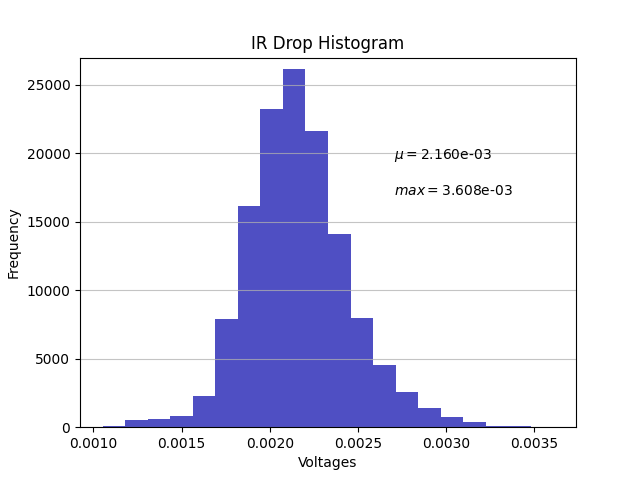 IR Drop Histogram
25000
20000
15000
10000
5000
0
Frequency
μ = 2.160e-03
max = 3.608e-03
0.0010 0.0015 0.0020 0.0025 0.0030 0.0035
Voltages